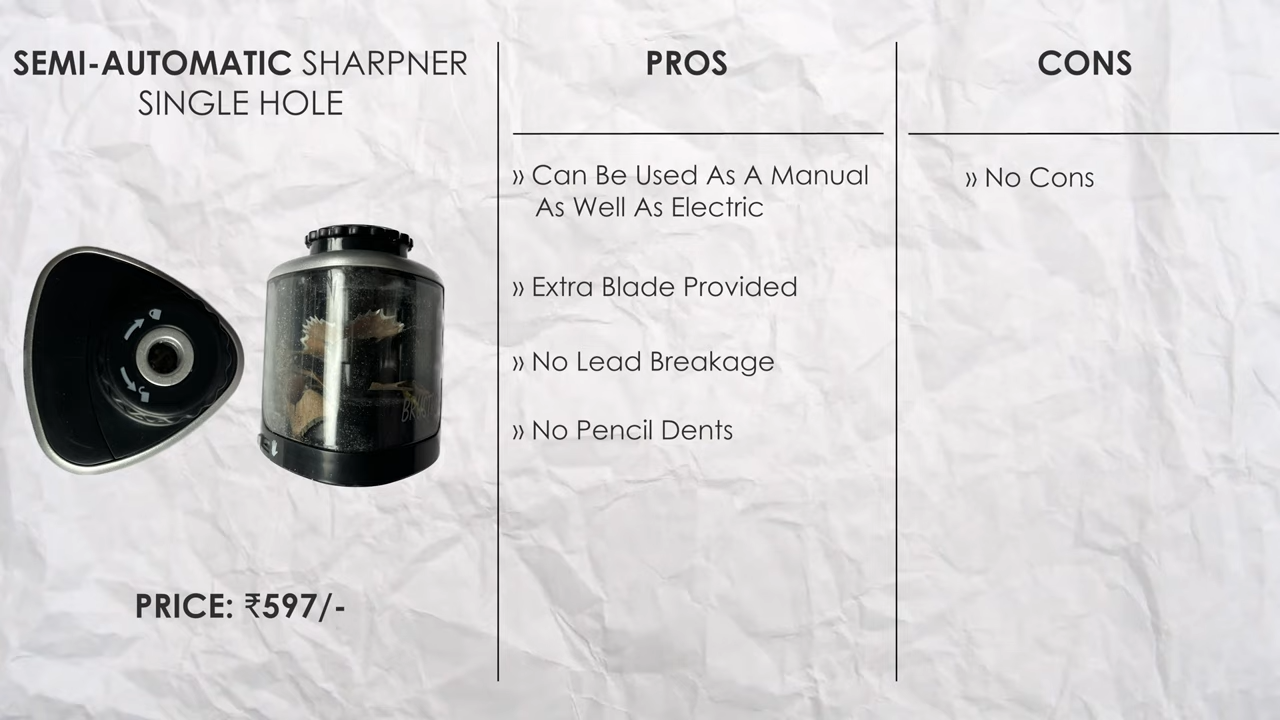 SEMI-AUTOMATIC SHARPNER
SINGLE HOLE
PRICE: ₹597/-
PROS
» Can Be Used As A Manual
As Well As Electric
» Extra Blade Provided
» No Lead Breakage
» No Pencil Dents
CONS
» No Cons